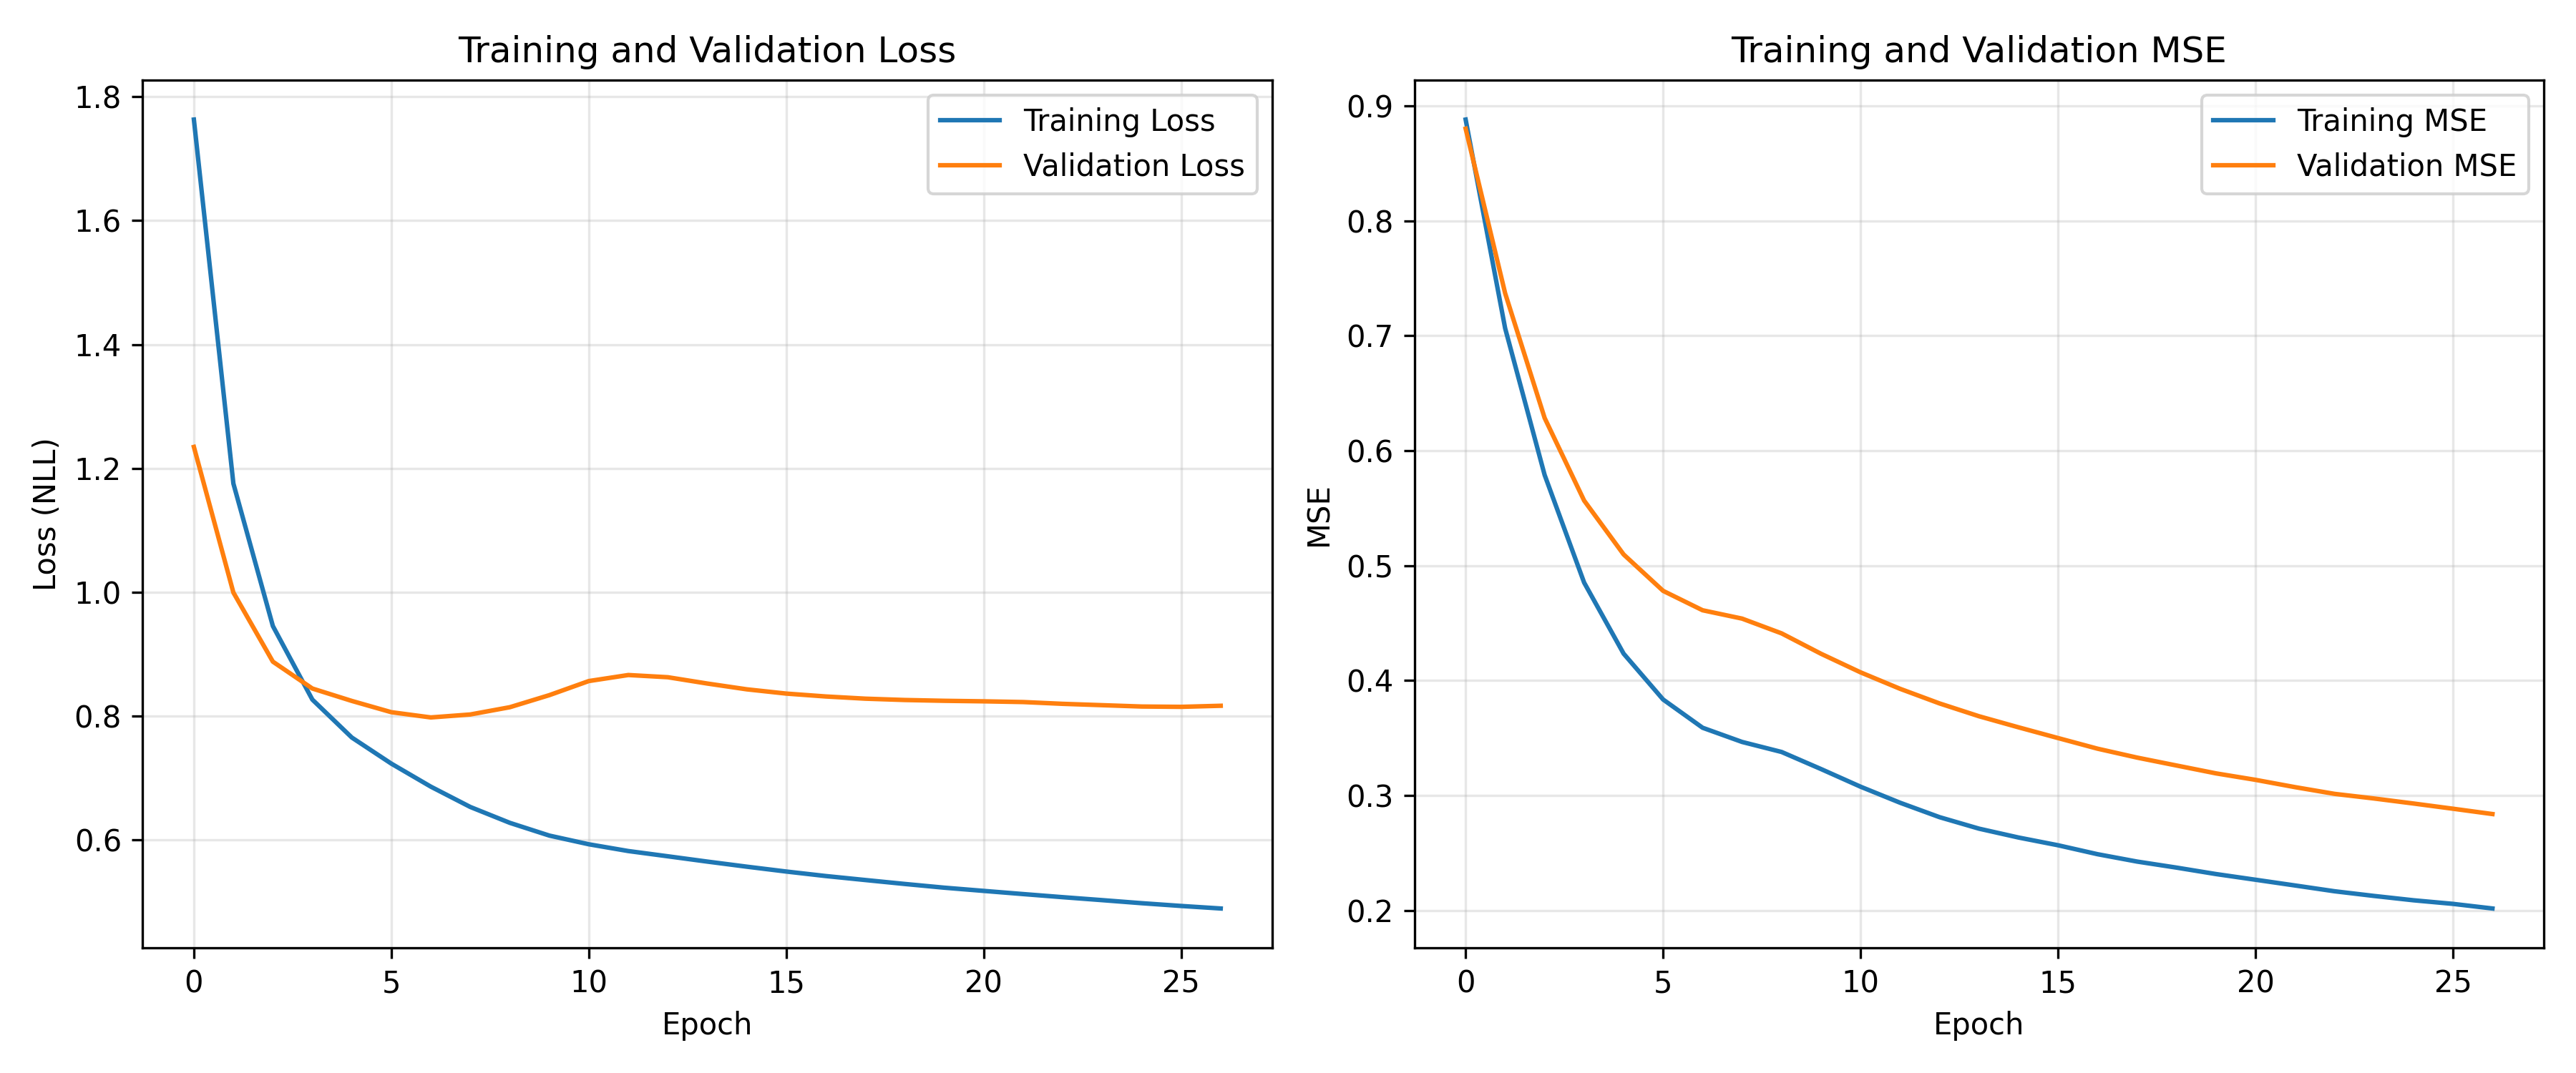 Training and Validation Loss
1.8
1.6
1.4
1.2
1.0
0.8
0.6
Loss (NLL)
0
5
10
15
20
25
Epoch
Training Loss
Validation Loss
Training and Validation MSE
0.9
0.8
0.7
0.6
0.5
0.4
0.3
0.2
MSE
0
5
10
15
20
25
Epoch
Training MSE
Validation MSE